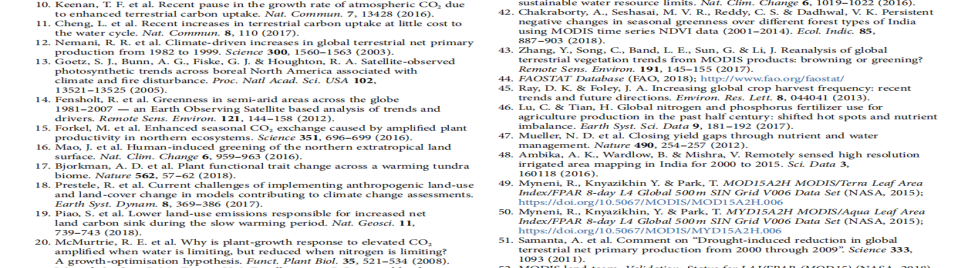 10. Keenan, T. F. et al. Recent pause in the growth rate of atmospheric CO₂ due
to enhanced terrestrial carbon uptake. Nat. Commun. 7, 13428 (2016).
11. Cheng, L. et al. Recent increases in terrestrial carbon uptake at little cost to
the water cycle. Nat. Commun. 8, 110 (2017).
12. Nemani, R. R. et al. Climate-driven increases in global terrestrial net primary
production from 1982 to 1999. Science 300, 1560–1563 (2003).
13. Goetz, S. J., Bunn, A. G., Fiske, G. J. & Houghton, R. A. Satellite-observed
photosynthetic trends across boreal North America associated with
climate and fire disturbance. Proc. Natl Acad. Sci. USA 102,
13521–13525 (2005).
14. Fensholt, R. et al. Greenness in semi-arid areas across the globe
1981–2007 — an Earth Observing Satellite based analysis of trends and
drivers. Remote Sens. Environ. 121, 144–158 (2012).
15. Forkel, M. et al. Enhanced seasonal CO₂ exchange caused by amplified plant
productivity in northern ecosystems. Science 351, 696–699 (2016).
16. Mao, J. et al. Human-induced greening of the northern extratropical land
surface. Nat. Clim. Change 6, 959–963 (2016).
17. Bjorkman, A. D. et al. Plant functional trait change across a warming tundra
biome. Nature 562, 57–62 (2018).
18. Prestele, R. et al. Current challenges of implementing anthropogenic land-use
and land-cover change in models contributing to climate change assessments.
Earth Syst. Dynam. 8, 369–386 (2017).
19. Piao, S. et al. Lower land-use emissions responsible for increased net
land carbon sink during the slow warming period. Nat. Geosci. 11,
739–743 (2018).
20. McMurtrie, R. E. et al. Why is plant-growth response to elevated CO₂
amplified when water is limiting, but reduced when nitrogen is limiting?
A growth-optimisation hypothesis. Funct. Plant Biol. 35, 521–534 (2008).
sustainable water resource limits. Nat. Clim. Change 6, 1019–1022 (2016).
42. Chakraborty, A., Seshasai, M. V. R., Reddy, C. S. & Dadhwal, V. K. Persistent
negative changes in seasonal greenness over different forest types of India
using MODIS time series NDVI data (2001–2014). Ecol. Indic. 85,
887–903 (2018).
43. Zhang, Y., Song, C., Band, L. E., Sun, G. & Li, J. Reanalysis of global
terrestrial vegetation trends from MODIS products: browning or greening?
Remote Sens. Environ. 191, 145–155 (2017).
44. FAOSTAT Database (FAO, 2018); http://www.fao.org/faostat/
45. Ray, D. K. & Foley, J. A. Increasing global crop harvest frequency: recent
trends and future directions. Environ. Res. Lett. 8, 044041 (2013).
46. Lu, C. & Tian, H. Global nitrogen and phosphorus fertilizer use for
agriculture production in the past half century: shifted hot spots and nutrient
imbalance. Earth Syst. Sci. Data 9, 181–192 (2017).
47. Mueller, N. D. et al. Closing yield gaps through nutrient and water
management. Nature 490, 254–257 (2012).
48. Ambika, A. K., Wardlow, B. & Mishra, V. Remotely sensed high resolution
irrigated area mapping in India for 2000 to 2015. Sci. Data 3,
160118 (2016).
49. Myneni, R., Knyazikhin Y. & Park, T. MOD15A2H MODIS/Terra Leaf Area
Index/FPAR 8-day L4 Global 500 m SIN Grid V006 Data Set (NASA, 2015);
https://doi.org/10.5067/MODIS/MOD15A2H.006
50. Myneni, R., Knyazikhin, Y. & Park, T. MYD15A2H MODIS/Aqua Leaf Area
Index/FPAR 8-day L4 Global 500 m SIN Grid V006 Data Set (NASA, 2015);
https://doi.org/10.5067/MODIS/MYD15A2H.006
51. Samanta, A. et al. Comment on “Drought-induced reduction in global
terrestrial net primary production from 2000 through 2009”. Science 333,
1093 (2011).